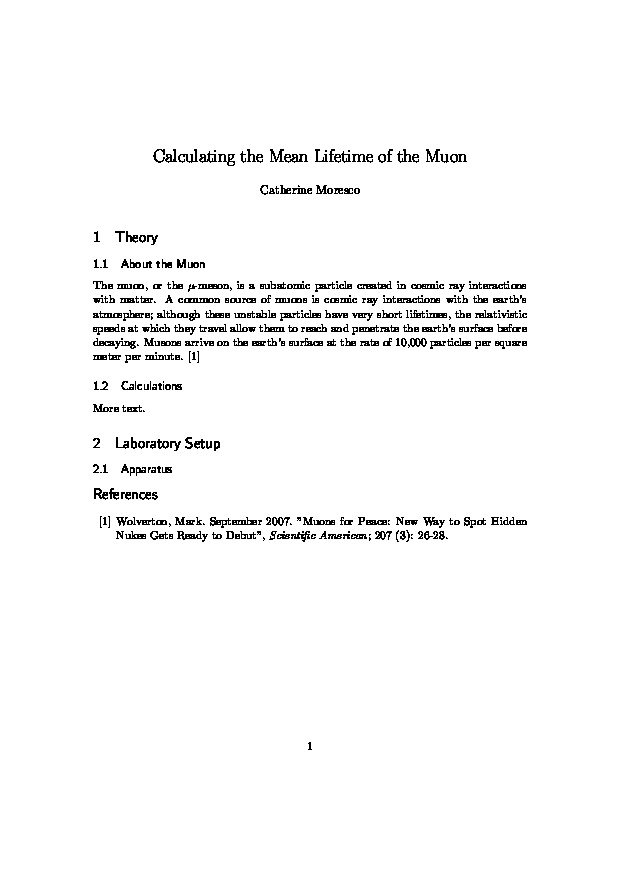 Calculating the Mean Lifetime of the Muon
Catherine Moresco
1 Theory
1.1 About the Muon
The muon, or the μ-meson, is a subatomic particle created in cosmic ray interactions
with matter. A common source of muons is cosmic ray interactions with the earth's
atmosphere; although these unstable particles have very short lifetimes, the relativistic
speeds at which they travel allow them to reach and penetrate the earth's surface before
decaying. Musons arrive on the earth's surface at the rate of 10,000 particles per square
meter per minute. [1]
1.2 Calculations
More text.
2 Laboratory Setup
2.1 Apparatus
References
[1] Wolverton, Mark. September 2007. ”Muons for Peace: New Way to Spot Hidden
Nukes Gets Ready to Debut”, Scientific American; 207 (3): 26-28.
1